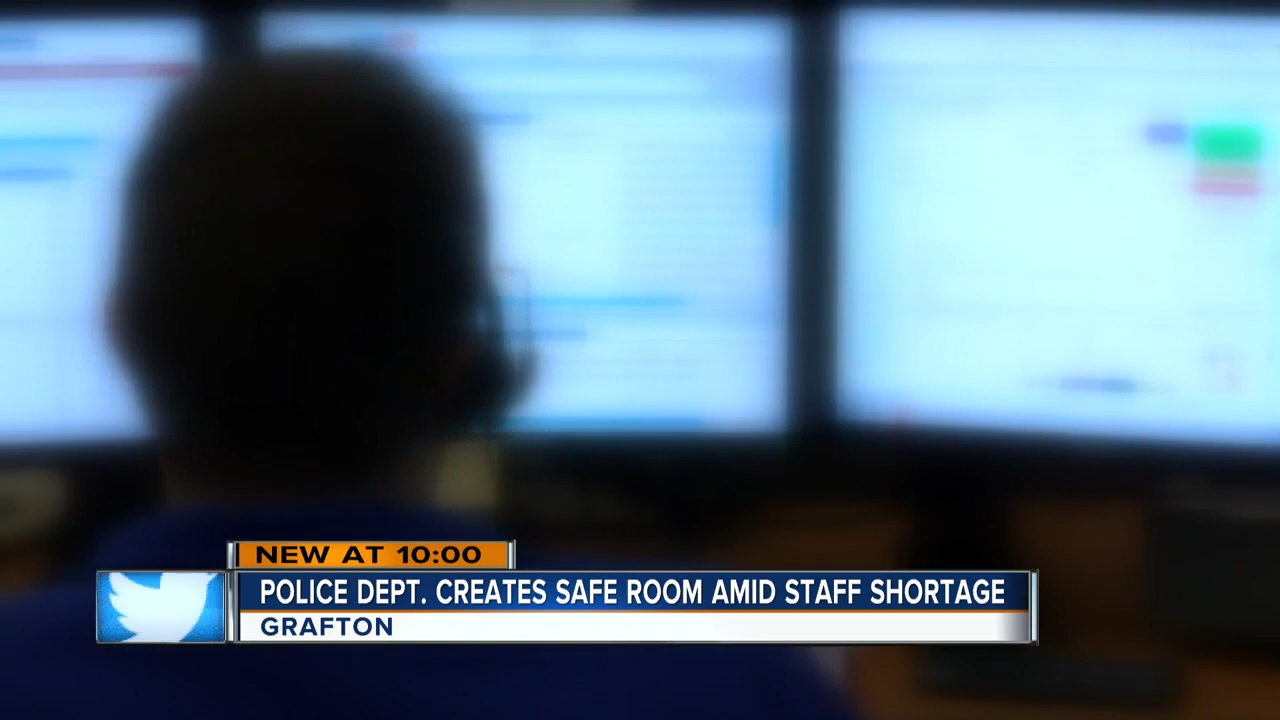 NEW AT 10:00
POLICE DEPT. CREATES SAFE ROOM AMID STAFF SHORTAGE
GRAFTON